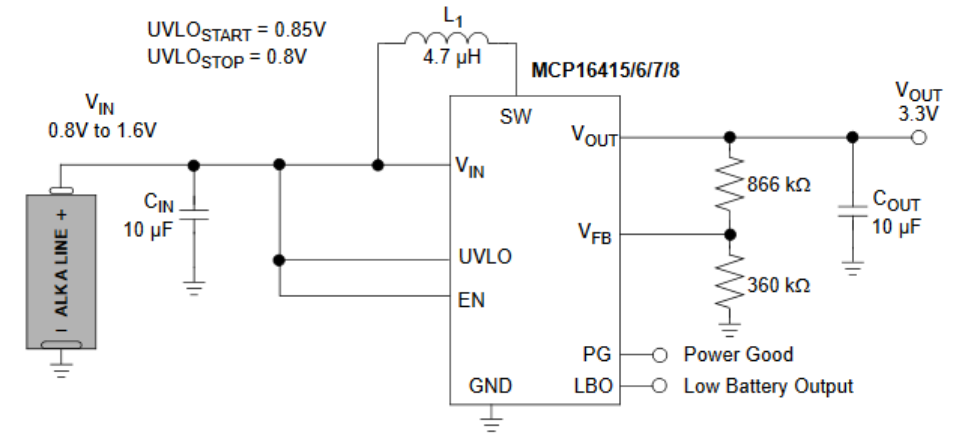 UVLOSTART = 0.85V
UVLOSTOP = 0.8V
L1
4.7 µH
MCP16415/6/7/8
VIN
0.8V to 1.6V
SW
VOUT
3.3V
VOUT
VIN
866 kΩ
CIN
10 µF
COUT
10 µF
VFB
UVLO
EN
360 kΩ
– ALKALINE +
PG
Power Good
GND
LBO
Low Battery Output